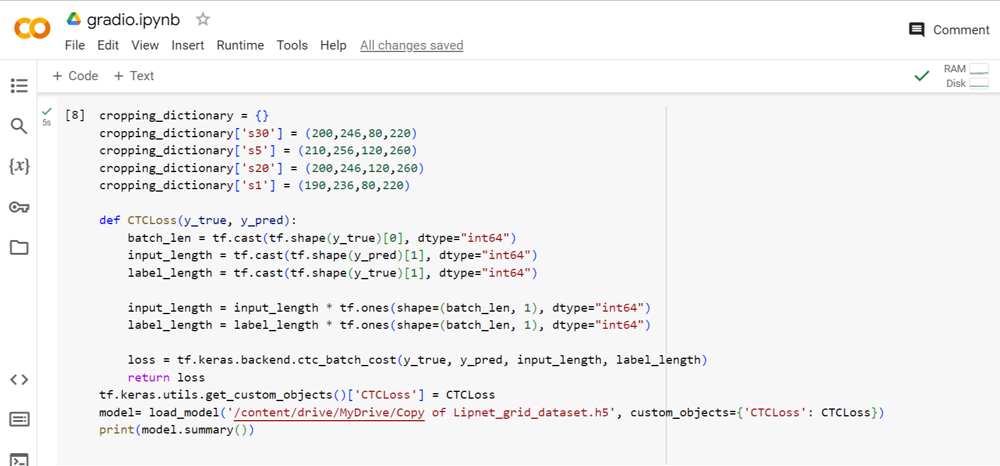 gradio.ipynb
File Edit View Insert Runtime Tools Help All changes saved
Comment
+ Code + Text
RAM
Disk
5s
[8]
cropping_dictionary = {}
cropping_dictionary['s30'] = (200,246,80,220)
cropping_dictionary['s5'] = (210,256,120,260)
cropping_dictionary['s20'] = (200,246,120,260)
cropping_dictionary['s1'] = (190,236,80,220)
def CTCLoss(y_true, y_pred):
batch_len = tf.cast(tf.shape(y_true)[0], dtype="int64")
input_length = tf.cast(tf.shape(y_pred)[1], dtype="int64")
label_length = tf.cast(tf.shape(y_true)[1], dtype="int64")
input_length = input_length * tf.ones(shape=(batch_len, 1), dtype="int64")
label_length = label_length * tf.ones(shape=(batch_len, 1), dtype="int64")
loss = tf.keras.backend.ctc_batch_cost(y_true, y_pred, input_length, label_length)
return loss
tf.keras.utils.get_custom_objects()['CTCLoss'] = CTCLoss
model= load_model('/content/drive/MyDrive/Copy of Lipnet_grid_dataset.h5', custom_objects={'CTCLoss': CTCLoss})
print(model.summary())